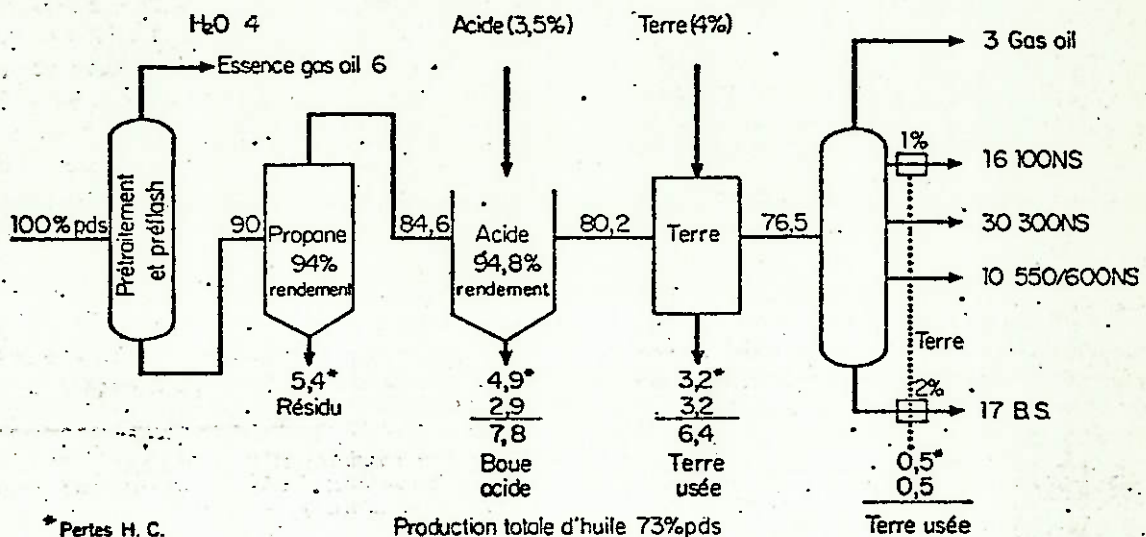 H2O 4
Acide (3,5%)
Terre (4%)
3 Gas oil
Essence gas oil 6
1%
16 100NS
100% pds
Prétraitement
et préflash
90
Propane
94%
rendement
84,6
Acide
94,8%
rendement
80,2
Terre
76,5
30 300NS
10 550/600NS
Terre
5,4*
Résidu
4,9*
2,9
7,8
Boue
acide
3,2*
3,2
6,4
Terre
usée
2%
17 B.S.
0,5*
0,5
Terre usée
*Pertes H. C.
Production totale d'huile 73% pds